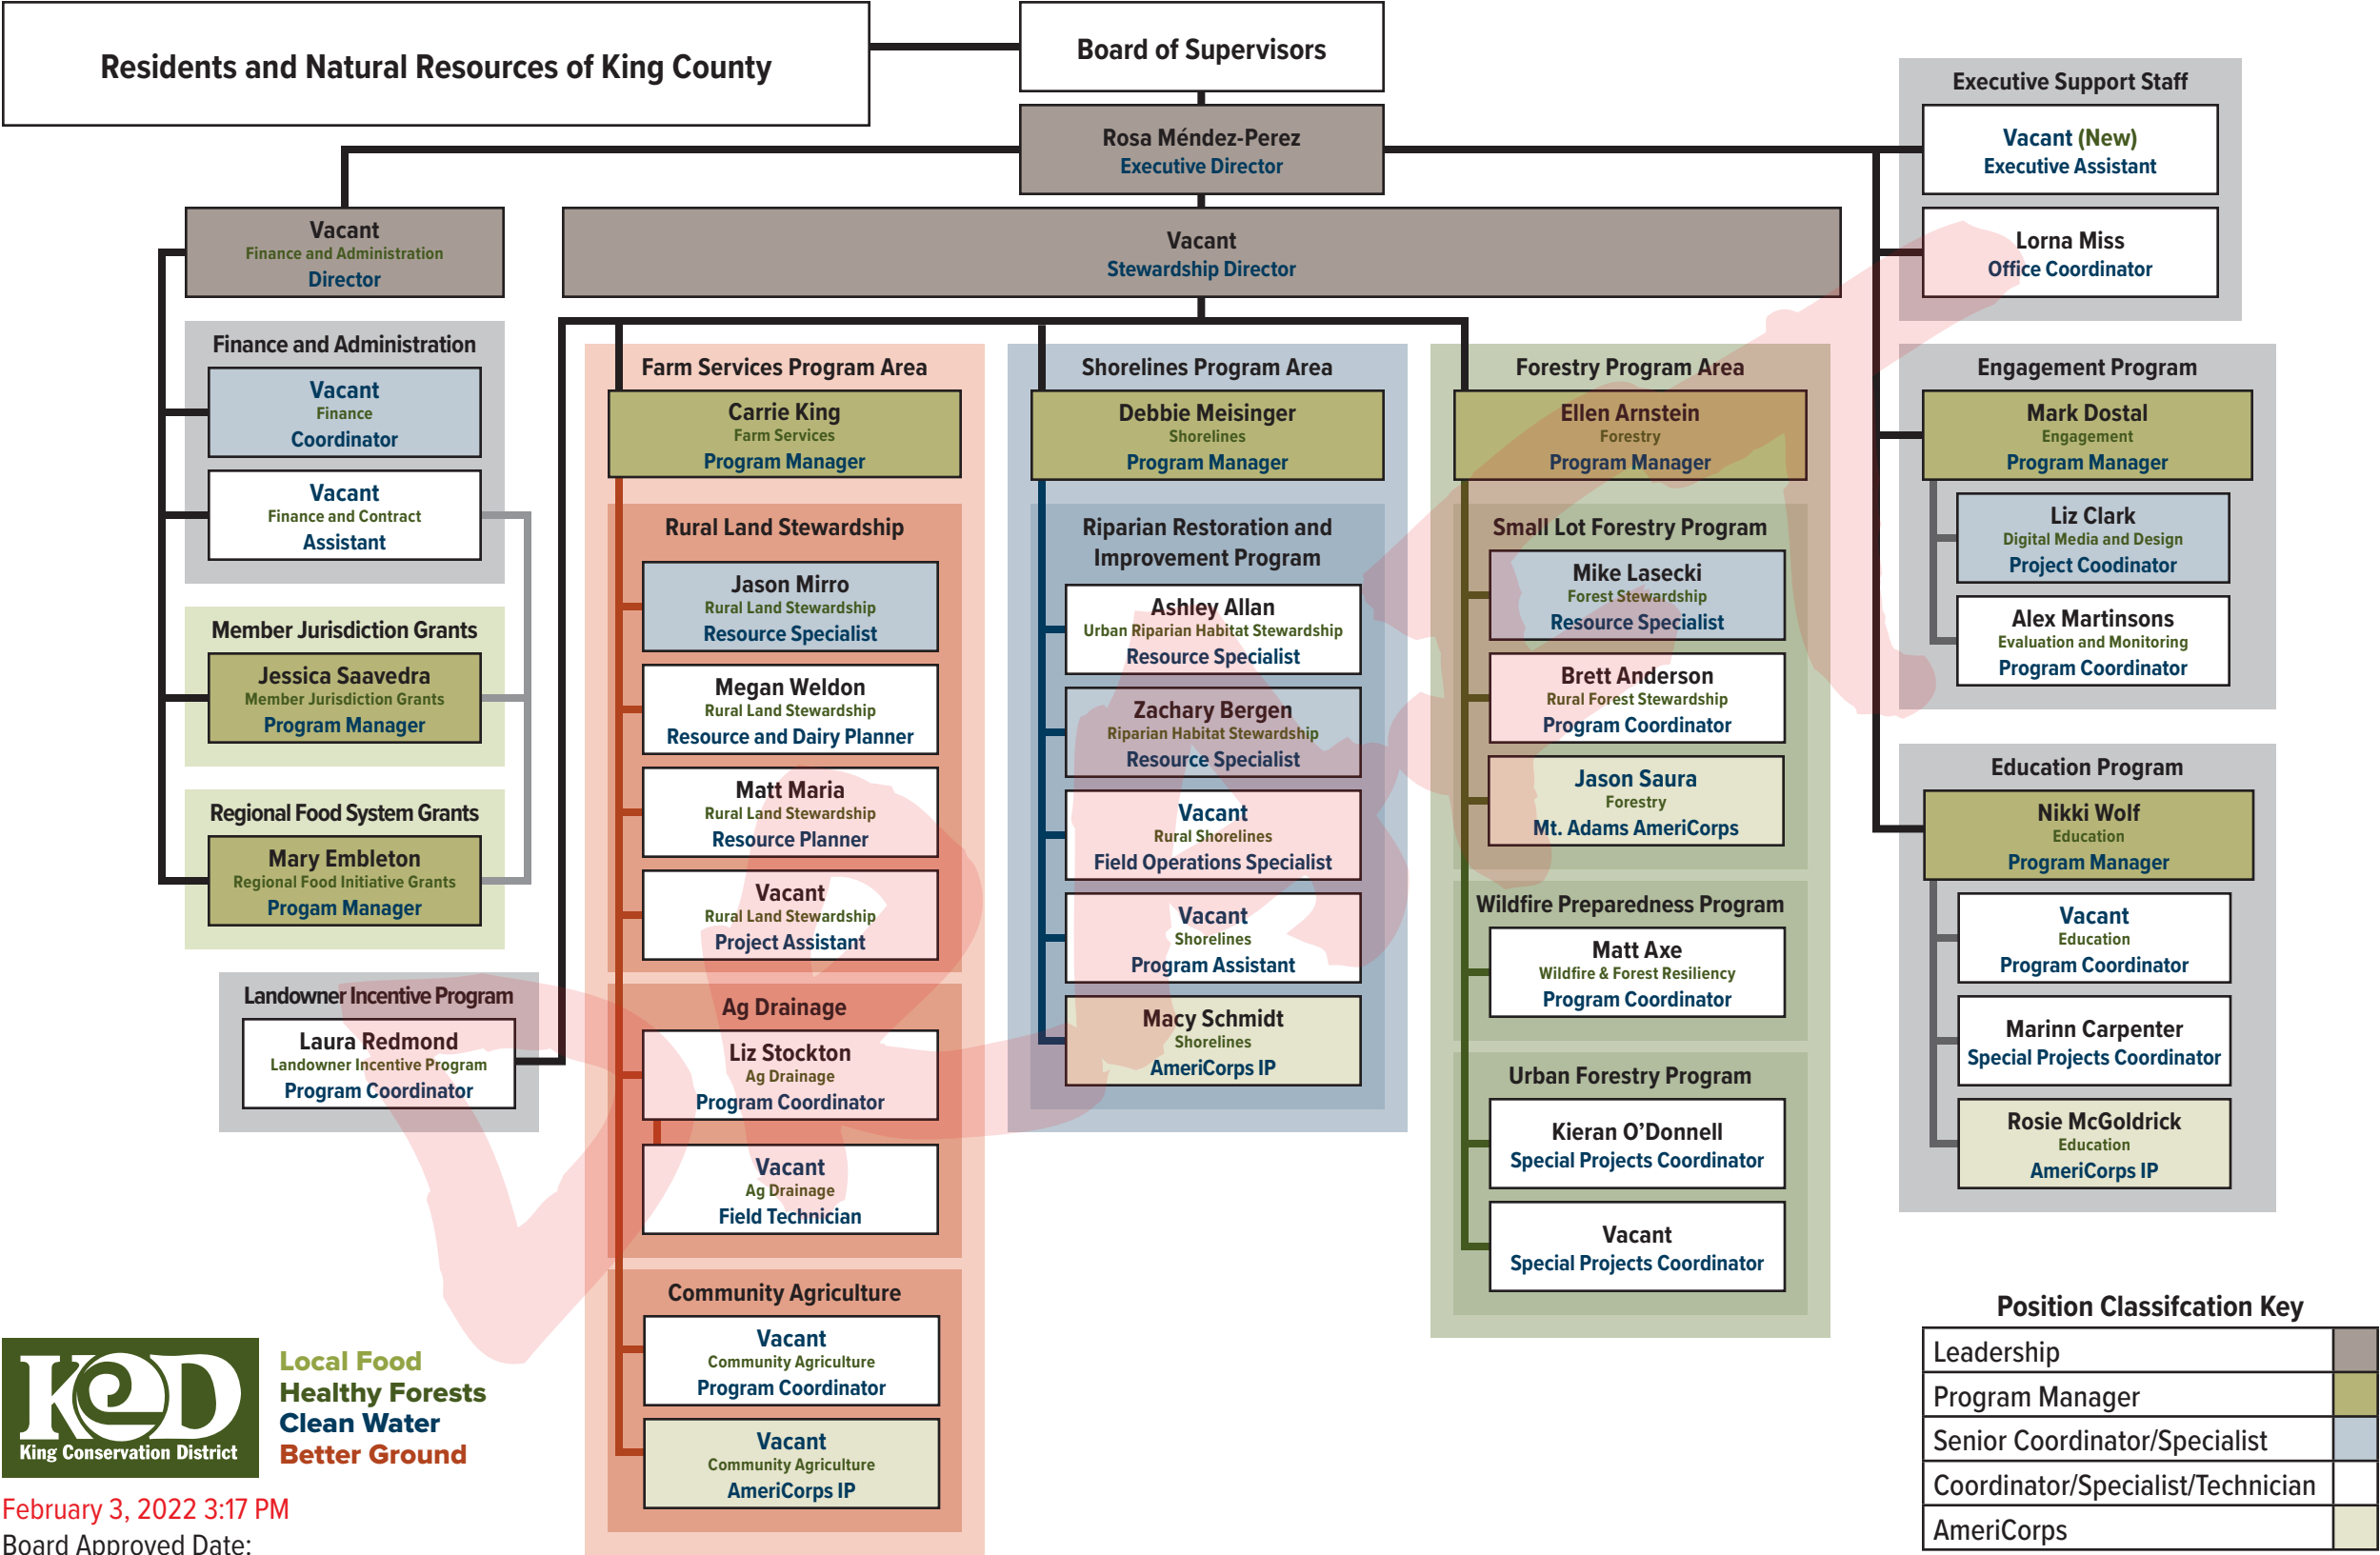 Residents and Natural Resources of King County
Board of Supervisors
Rosa Méndez-Perez
Executive Director
Executive Support Staff
Vacant (New)
Executive Assistant
Lorna Miss
Office Coordinator
Vacant
Finance and Administration
Director
Vacant
Stewardship Director
Finance and Administration
Vacant
Finance
Coordinator
Vacant
Finance and Contract
Assistant
Member Jurisdiction Grants
Jessica Saavedra
Member Jurisdiction Grants
Program Manager
Regional Food System Grants
Mary Embleton
Regional Food Initiative Grants
Progam Manager
Landowner Incentive Program
Laura Redmond
Landowner Incentive Program
Program Coordinator
Farm Services Program Area
Carrie King
Farm Services
Program Manager
Rural Land Stewardship
Jason Mirro
Rural Land Stewardship
Resource Specialist
Megan Weldon
Rural Land Stewardship
Resource and Dairy Planner
Matt Maria
Rural Land Stewardship
Resource Planner
Vacant
Rural Land Stewardship
Project Assistant
Ag Drainage
Liz Stockton
Ag Drainage
Program Coordinator
Vacant
Ag Drainage
Field Technician
Community Agriculture
Vacant
Community Agriculture
Program Coordinator
Vacant
Community Agriculture
AmeriCorps IP
Shorelines Program Area
Debbie Meisinger
Shorelines
Program Manager
Riparian Restoration and
Improvement Program
Ashley Allan
Urban Riparian Habitat Stewardship
Resource Specialist
Zachary Bergen
Riparian Habitat Stewardship
Resource Specialist
Vacant
Rural Shorelines
Field Operations Specialist
Vacant
Shorelines
Program Assistant
Macy Schmidt
Shorelines
AmeriCorps IP
Forestry Program Area
Ellen Arnstein
Forestry
Program Manager
Small Lot Forestry Program
Mike Lasecki
Forest Stewardship
Resource Specialist
Brett Anderson
Rural Forest Stewardship
Program Coordinator
Jason Saura
Forestry
Mt. Adams AmeriCorps
Wildfire Preparedness Program
Matt Axe
Wildfire & Forest Resiliency
Program Coordinator
Urban Forestry Program
Kieran O'Donnell
Special Projects Coordinator
Vacant
Special Projects Coordinator
Engagement Program
Mark Dostal
Engagement
Program Manager
Liz Clark
Digital Media and Design
Project Coodinator
Alex Martinsons
Evaluation and Monitoring
Program Coordinator
Education Program
Nikki Wolf
Education
Program Manager
Vacant
Education
Program Coordinator
Marinn Carpenter
Special Projects Coordinator
Rosie McGoldrick
Education
AmeriCorps IP
DRAFT
KCD
King Conservation District
Local Food
Healthy Forests
Clean Water
Better Ground
February 3, 2022 3:17 PM
Board Approved Date:
Position Classifcation Key
Leadership
Program Manager
Senior Coordinator/Specialist
Coordinator/Specialist/Technician
AmeriCorps